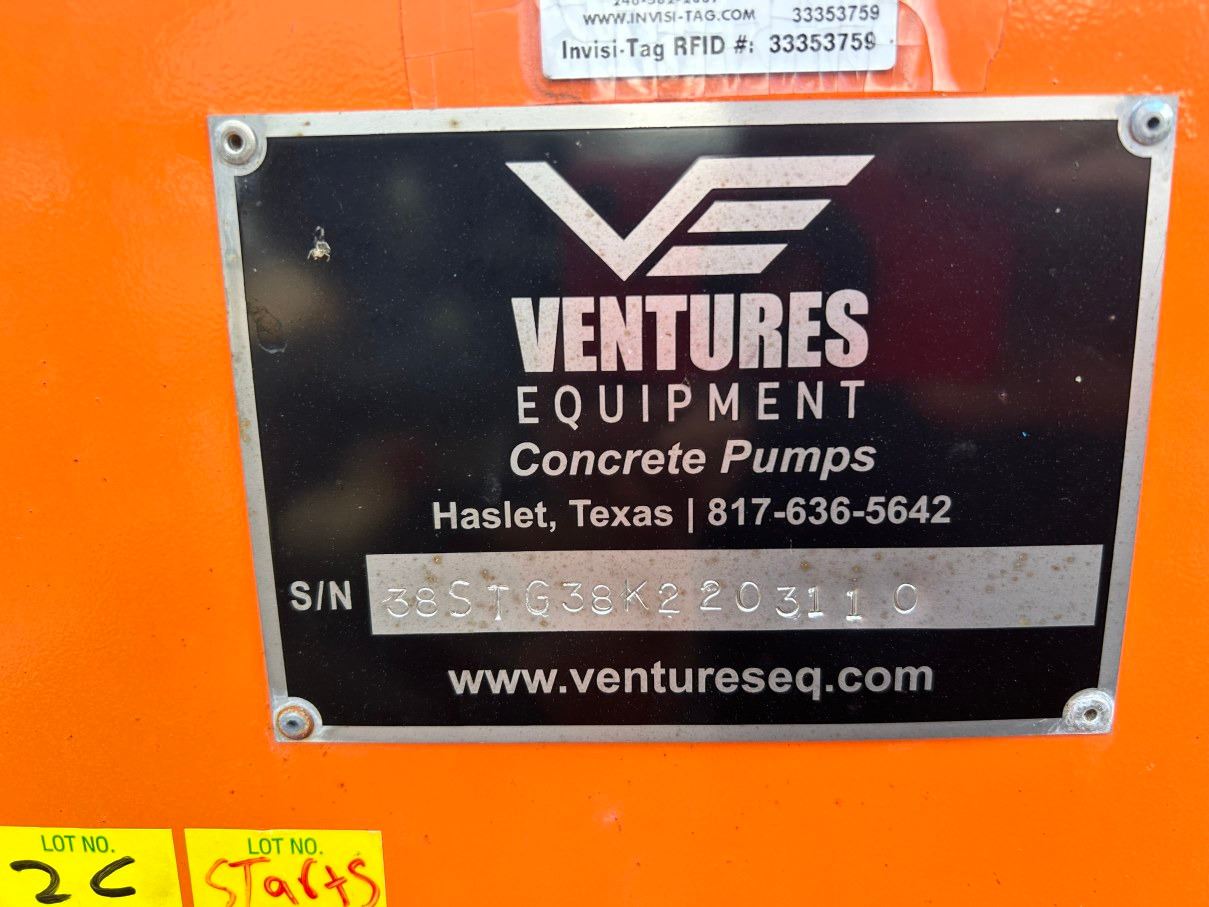 WWW.INVISI-TAG.COM 33353759
Invisi-Tag RFID #: 33353759
VE
VENTURES
EQUIPMENT
Concrete Pumps
Haslet, Texas | 817-636-5642
S/N 38STG38K2203110
www.ventureseq.com
LOT NO. LOT NO.
2C STartS